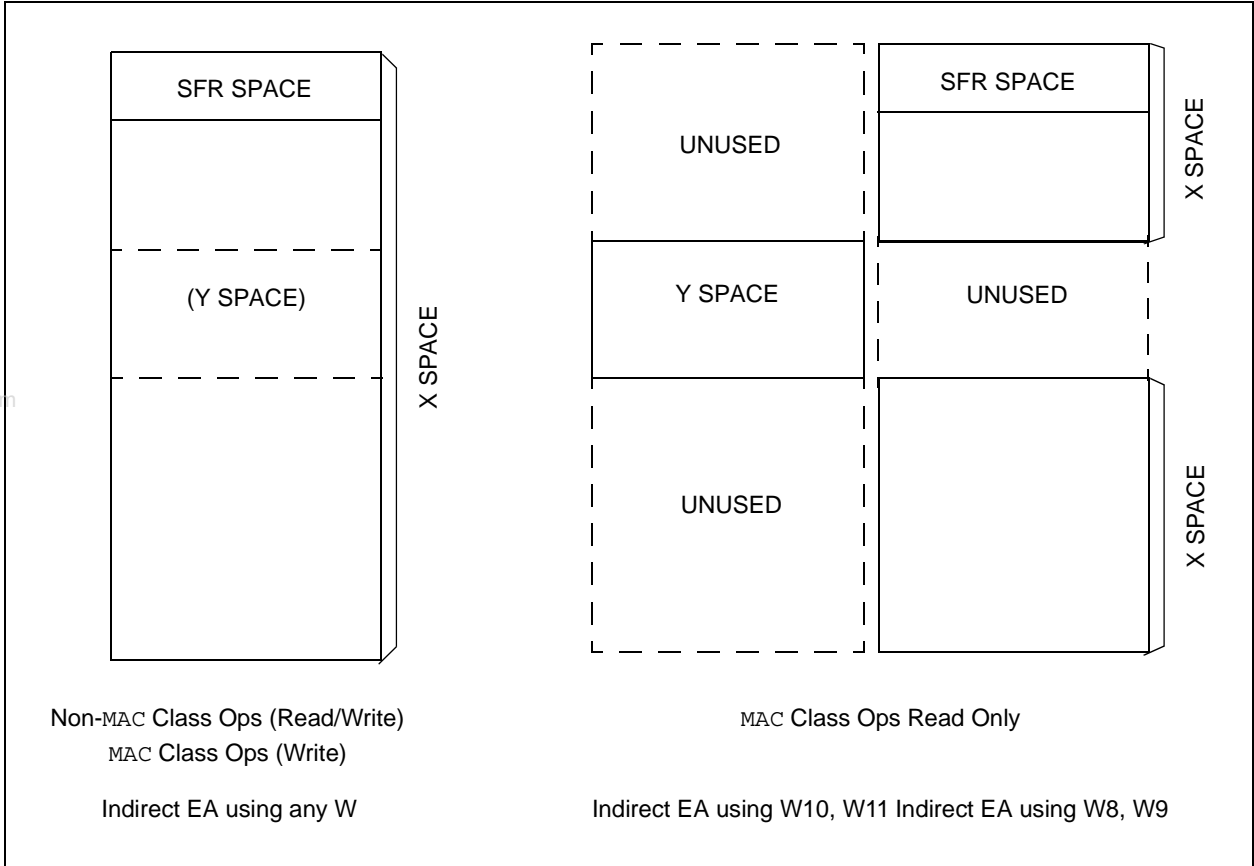 SFR SPACE
(Y SPACE)
X SPACE
Non-MAC Class Ops (Read/Write)
MAC Class Ops (Write)
Indirect EA using any W
UNUSED
Y SPACE
UNUSED
SFR SPACE
X SPACE
UNUSED
X SPACE
MAC Class Ops Read Only
Indirect EA using W10, W11 Indirect EA using W8, W9
m